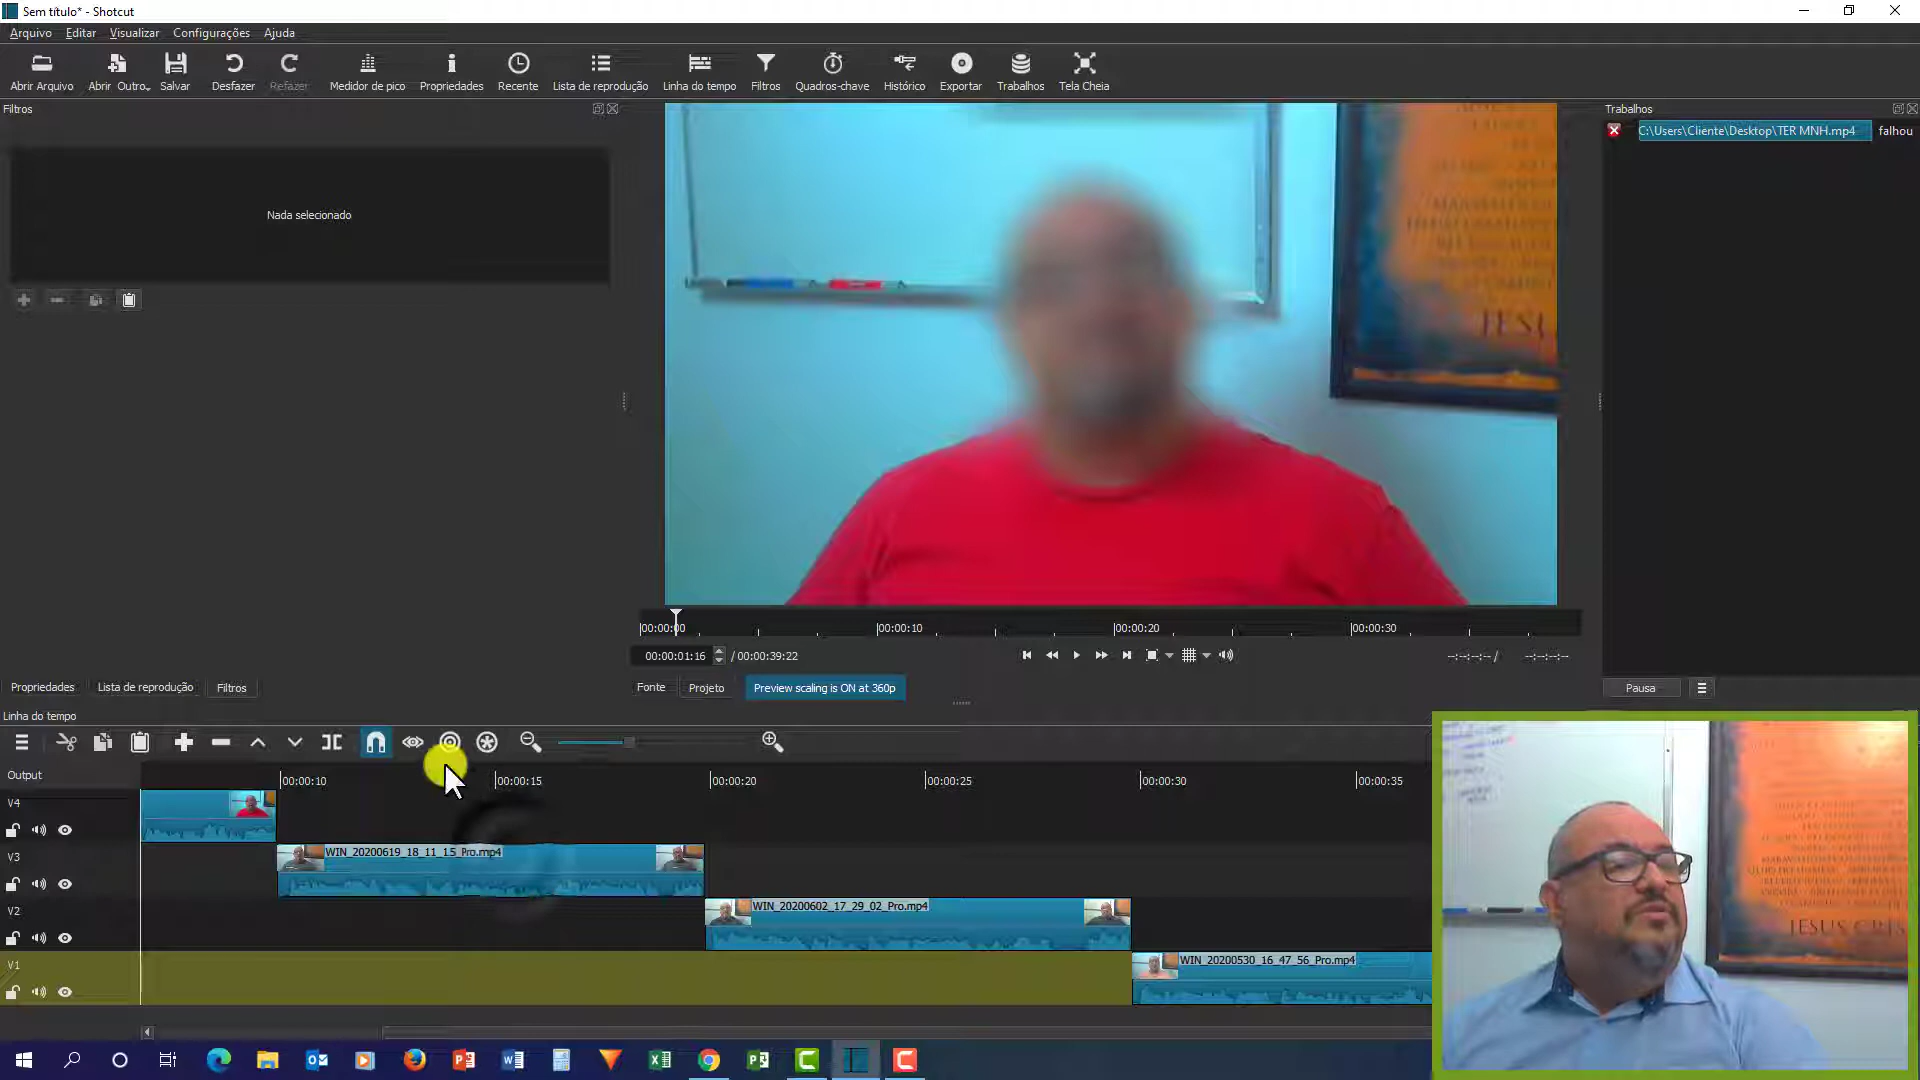 Sem título* - Shotcut
Arquivo Editar Visualizar Configurações Ajuda
Abrir Arquivo Abrir Outro Salvar Desfazer Refazer Medidor de pico Propriedades Recente Lista de reprodução Linha do tempo Filtros Quadros-chave Histórico Exportar Trabalhos Tela Cheia
Filtros
Trabalhos
C:\Users\Cliente\Desktop\TER MNH.mp4 falhou
Nada selecionado
JESU
00:00:00 00:00:10 00:00:20 00:00:30
00:00:01:16 / 00:00:39:22
--:--:--:-- / --:--:--:--
Propriedades Lista de reprodução Filtros
Fonte Projeto Preview scaling is ON at 360p
Pausa
Linha do tempo
Output
00:00:10 00:00:15 00:00:20 00:00:25 00:00:30 00:00:35
V4
V3
WIN_20200619_18_11_15_Pro.mp4
V2
WIN_20200602_17_29_02_Pro.mp4
V1
WIN_20200530_16_47_56_Pro.mp4
JESUS CRIS